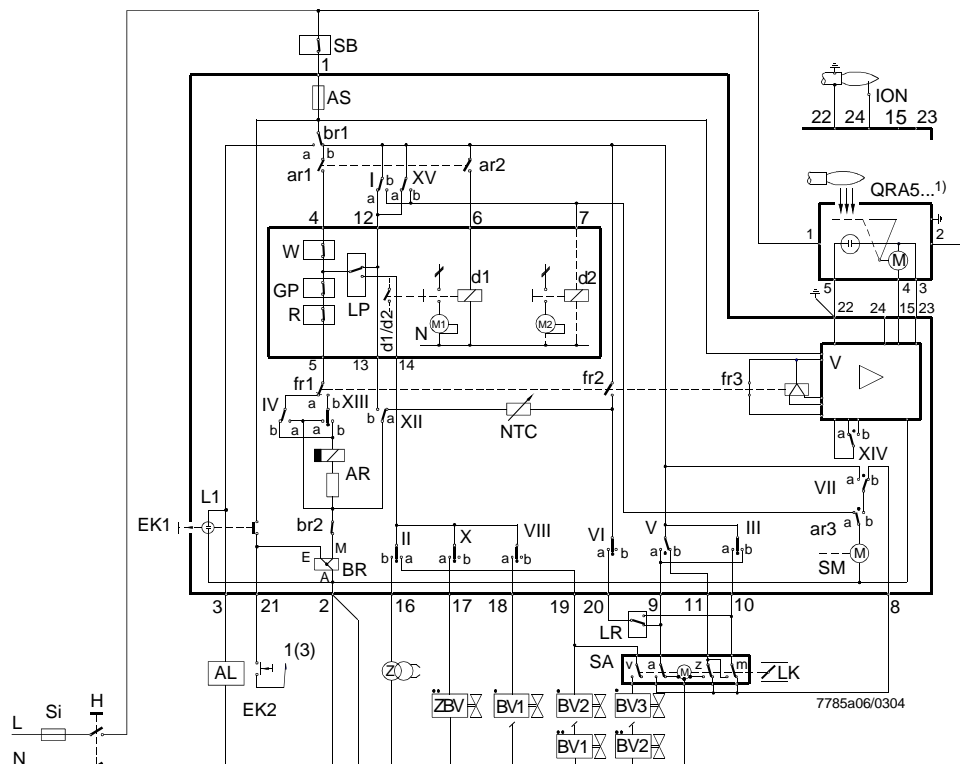 SB
1
AS
ION
22 24 15 23
br1
a b
ar1
ar2
I
a b
XV
a b
QRA5...1)
1
2
M
5 4 3
4 12 6 7
22 24 15 23
W
GP
R
LP
d1/d2
d1
d2
N
M1
M2
V
5 13 14
fr1
fr2
fr3
a b
IV
XIII
b a a b
b
a
XII
NTC
a b
XIV
AR
VII
a b
L1
EK1
br2
ar3
a b
M
E
BR
A
II
b a
X
a b
VIII
a b
VI
a b
V
a b
III
a b
M
SM
3 21 2 16 17 18 19 20 9 11 10 8
LR
SA
v a M z m
LK
AL
1(3)
EK2
Z
ZBV
BV1
BV2
BV3
BV1
BV2
7785a06/0304
L
Si
H
N